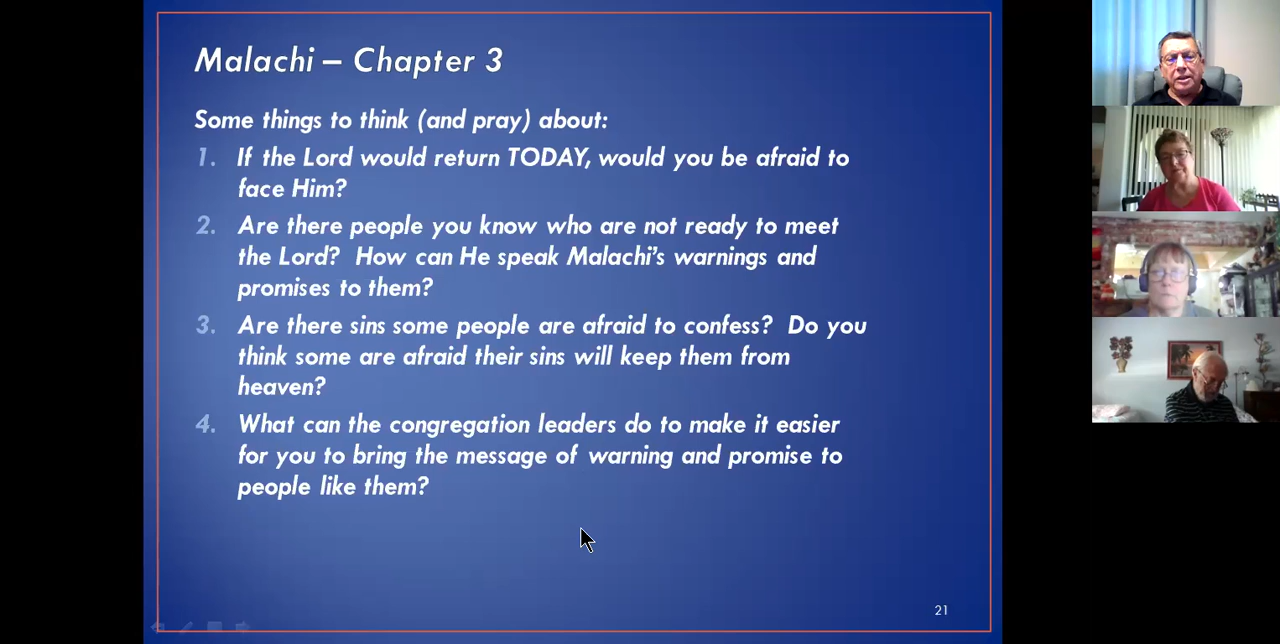 Malachi – Chapter 3
Some things to think (and pray) about:
1. If the Lord would return TODAY, would you be afraid to
face Him?
2. Are there people you know who are not ready to meet
the Lord?  How can He speak Malachi’s warnings and
promises to them?
3. Are there sins some people are afraid to confess?  Do you
think some are afraid their sins will keep them from
heaven?
4. What can the congregation leaders do to make it easier
for you to bring the message of warning and promise to
people like them?
21